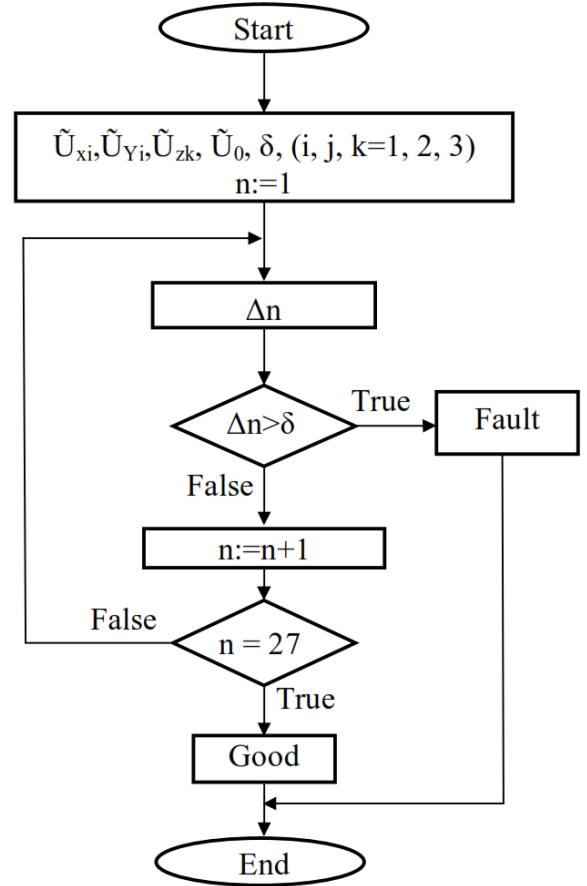 Start
Ũxi,ŨYi,Ũzk, Ũ0, δ, (i, j, k=1, 2, 3)
n:=1
Δn
Δn>δ
True
Fault
False
n:=n+1
False
n = 27
True
Good
End